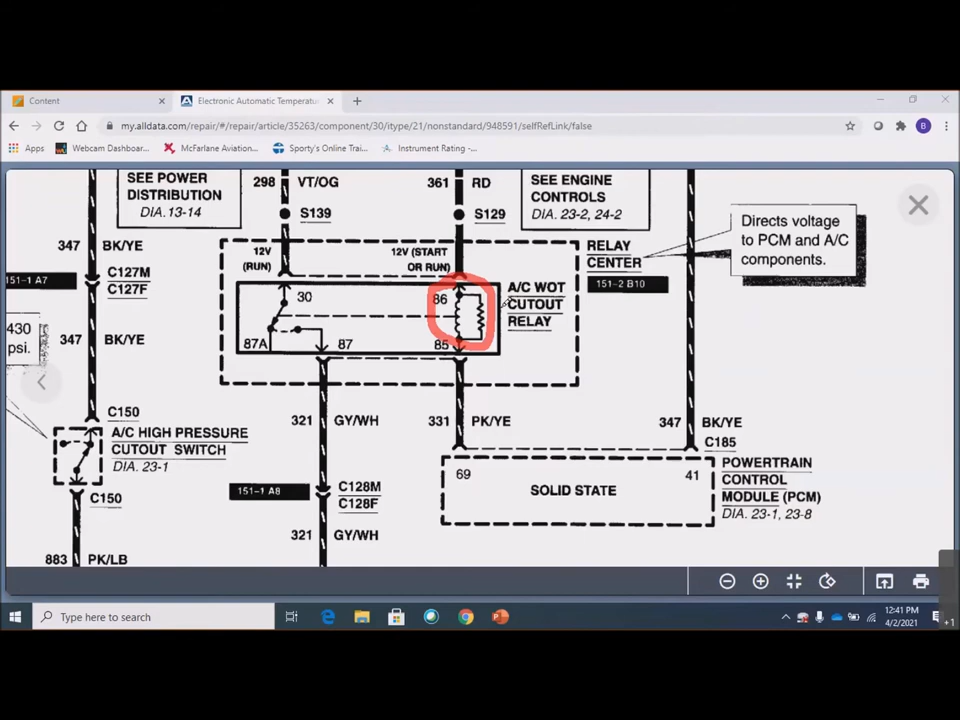 Content
Electronic Automatic Temperatu
my.alldata.com/repair/#/repair/article/35263/component/30/itype/21/nonstandard/948591/selfRefLink/false
B
Apps
Webcam Dashboard...
McFarlane Aviation...
Sporty's Online Trai...
Instrument Rating -...
SEE POWER
DISTRIBUTION
DIA. 13-14
298 VT/OG
361 RD
SEE ENGINE
CONTROLS
DIA. 23-2, 24-2
S139
S129
Directs voltage
to PCM and A/C
components.
347 BK/YE
12V
(RUN)
12V (START
OR RUN)
RELAY
CENTER
151-2 B10
151-1 A7
C127M
C127F
30
86
A/C WOT
CUTOUT
RELAY
430
psi.
347 BK/YE
87A
87
85
C150
321 GY/WH
331 PK/YE
347 BK/YE
C185
A/C HIGH PRESSURE
CUTOUT SWITCH
DIA. 23-1
C150
151-1 A8
C128M
C128F
69
41
SOLID STATE
POWERTRAIN
CONTROL
MODULE (PCM)
DIA. 23-1, 23-8
321 GY/WH
883 PK/LB
Type here to search
12:41 PM
4/2/2021
+1